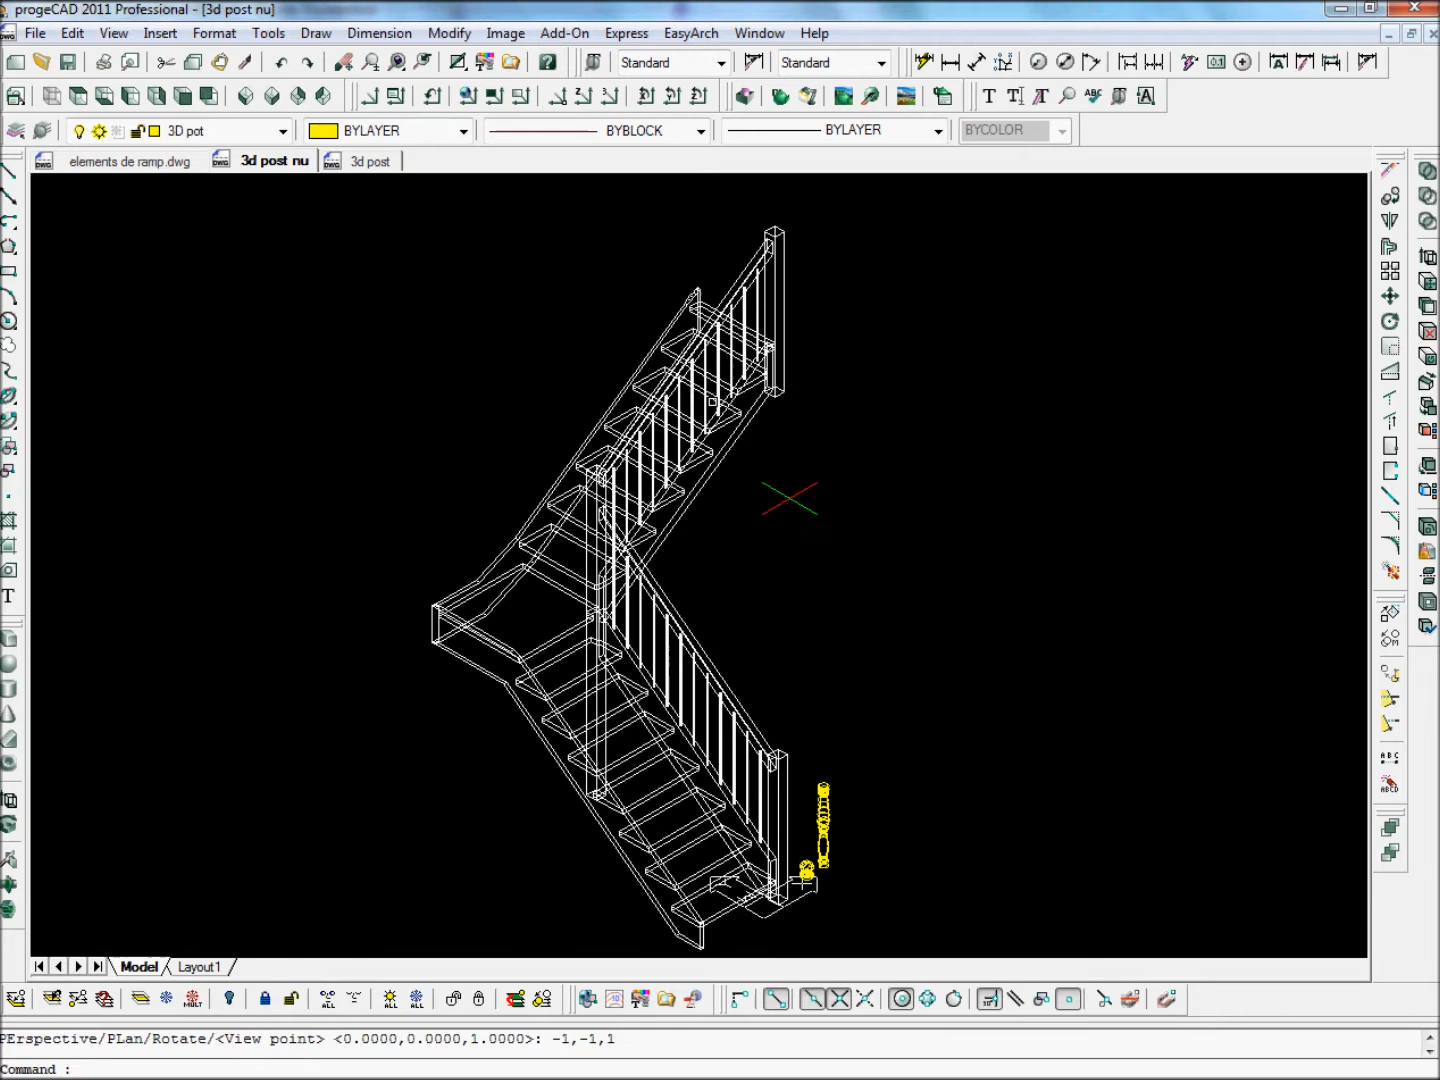 progeCAD 2011 Professional - [3d post nu]
File Edit View Insert Format Tools Draw Dimension Modify Image Add-On Express EasyArch Window Help
Standard Standard
3D pot BYLAYER BYBLOCK BYLAYER BYCOLOR
elements de ramp.dwg 3d post nu 3d post
Model Layout1
PErspective/PLan/Rotate/<View point> <0.0000,0.0000,1.0000>: -1,-1,1
Command :